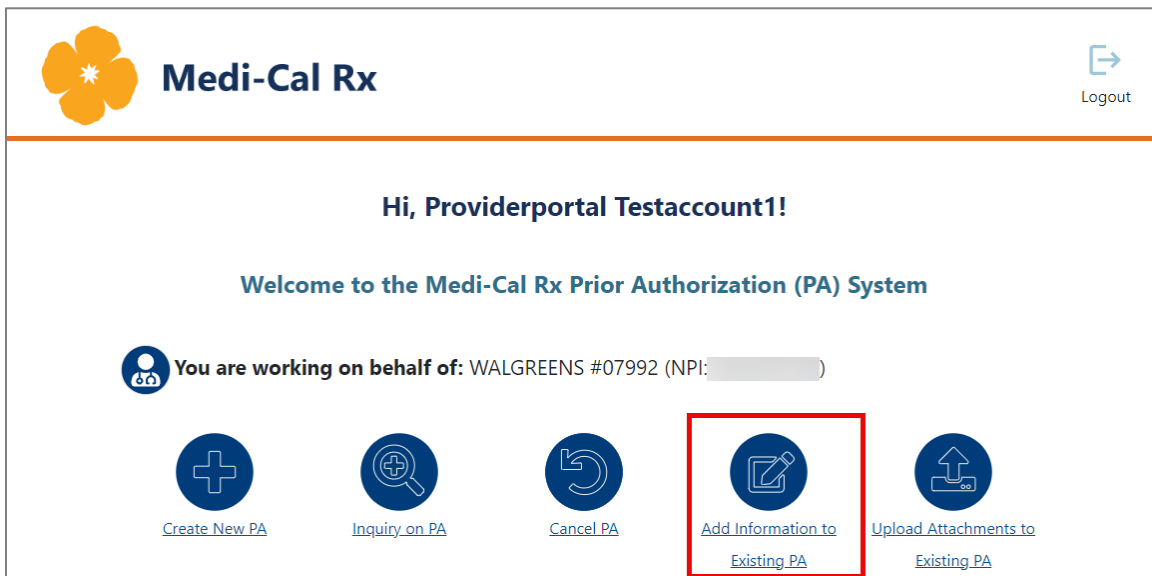 Medi-Cal Rx
Logout
Hi, Providerportal Testaccount1!
Welcome to the Medi-Cal Rx Prior Authorization (PA) System
You are working on behalf of: WALGREENS #07992 (NPI: )
Create New PA
Inquiry on PA
Cancel PA
Add Information to
Existing PA
Upload Attachments to
Existing PA